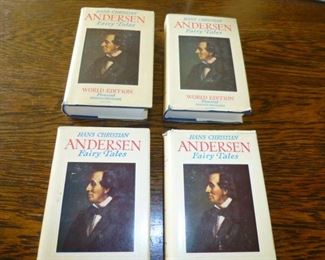 HANS CHRISTIAN
ANDERSEN
Fairy Tales
WORLD EDITION
HANS CHRISTIAN
ANDERSEN
Fairy Tales
WORLD EDITION
HANS CHRISTIAN
ANDERSEN
Fairy Tales
HANS CHRISTIAN
ANDERSEN
Fairy Tales